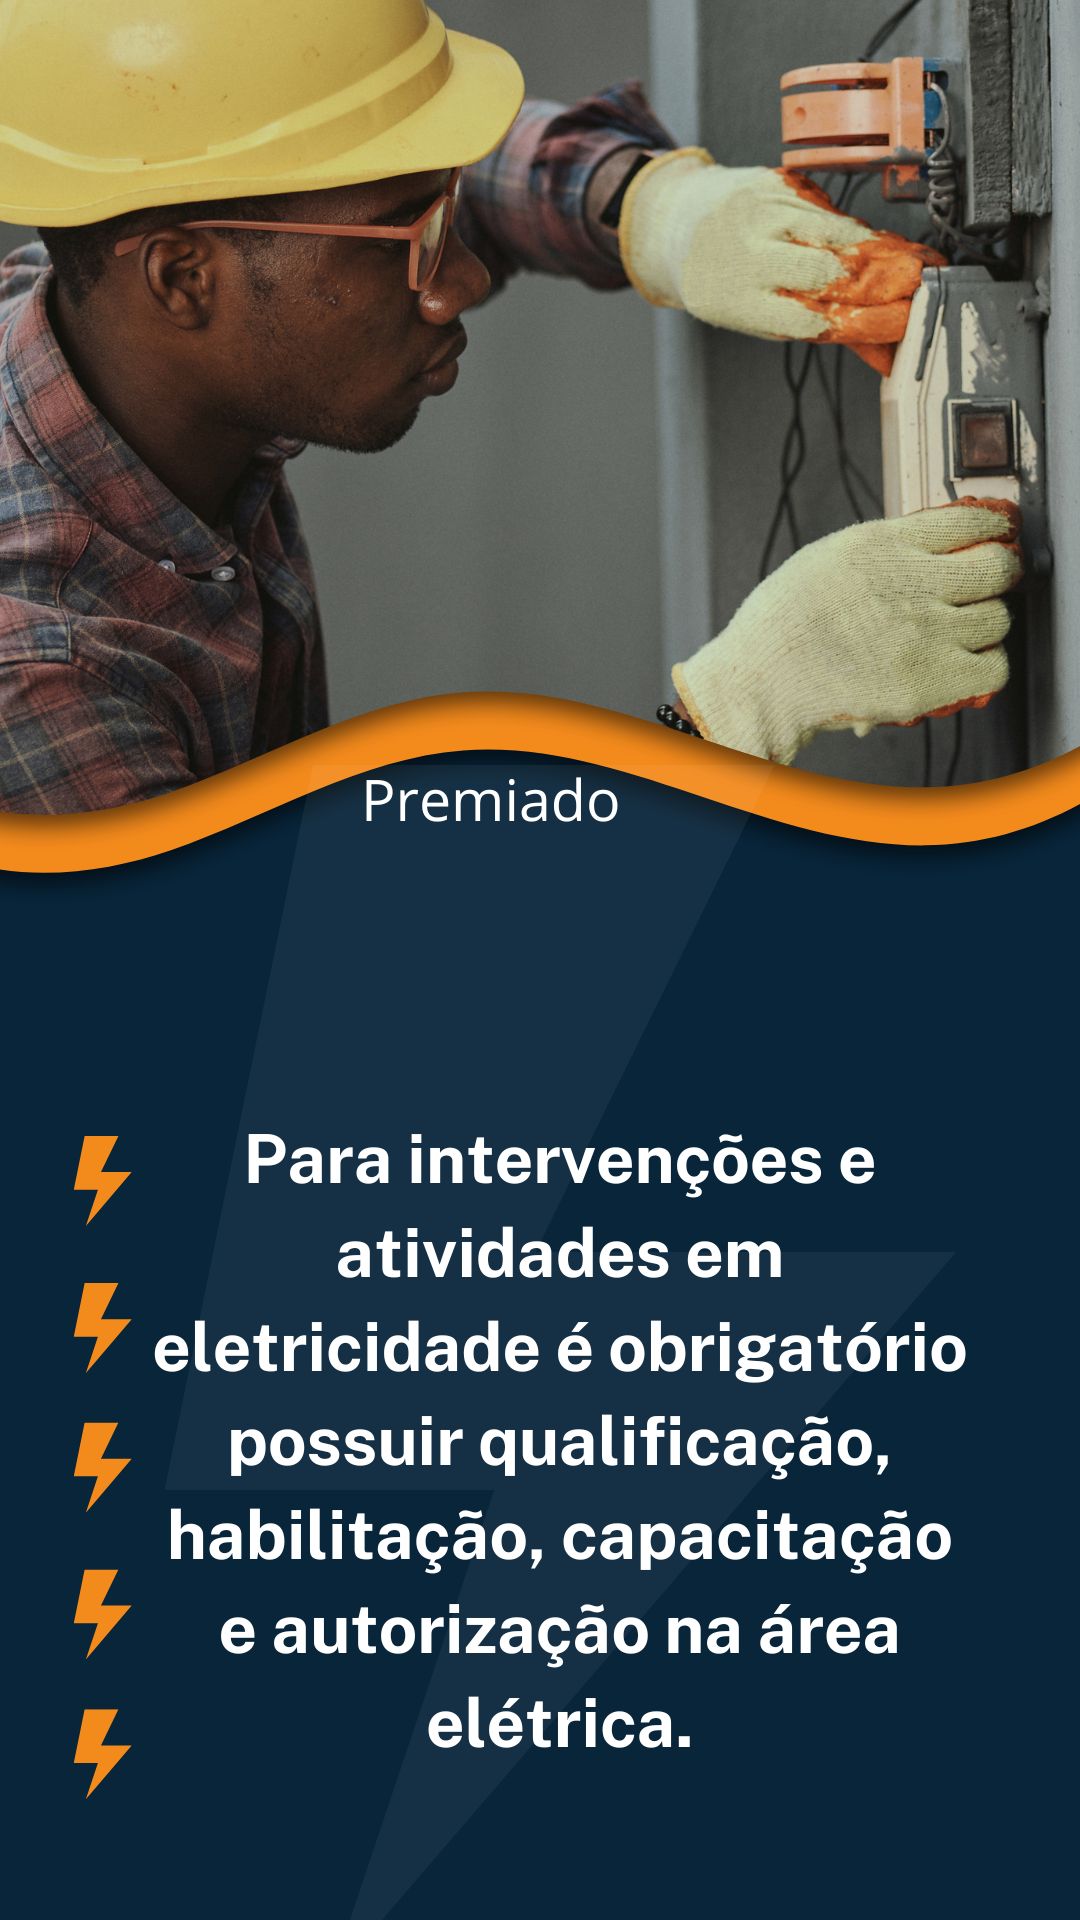 Premiado
Para intervenções e
atividades em
eletricidade é obrigatório
possuir qualificação,
habilitação, capacitação
e autorização na área
elétrica.